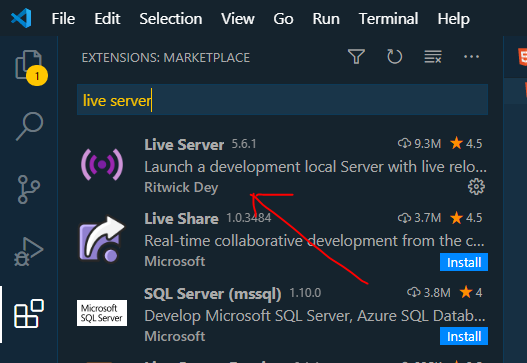 File Edit Selection View Go Run Terminal Help
EXTENSIONS: MARKETPLACE
1
live server
Live Server 5.6.1 9.3M 4.5
Launch a development local Server with live relo...
Ritwick Dey
Live Share 1.0.3484 3.7M 4.5
Real-time collaborative development from the c...
Microsoft Install
Microsoft
SQL Server
SQL Server (mssql) 1.10.0 3.8M 4
Develop Microsoft SQL Server, Azure SQL Datab...
Microsoft Install